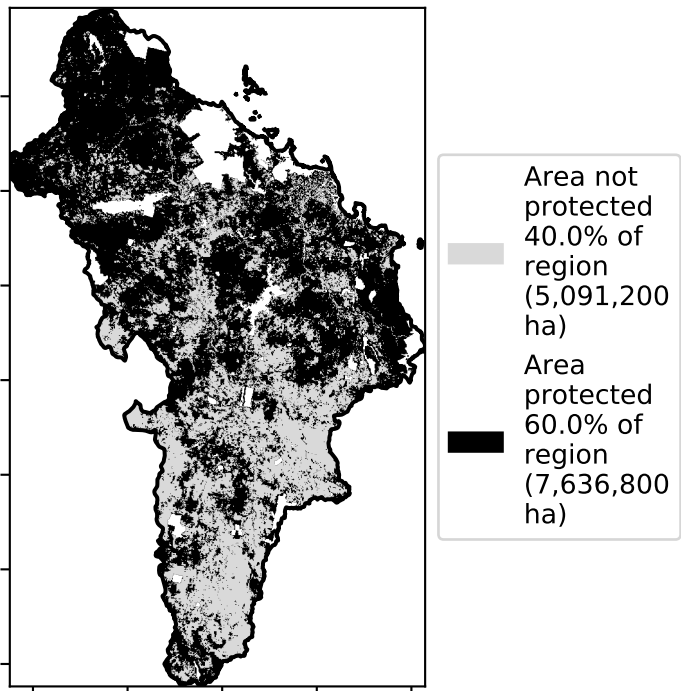 Area not
protected
40.0% of
region
(5,091,200
ha)
Area
protected
60.0% of
region
(7,636,800
ha)